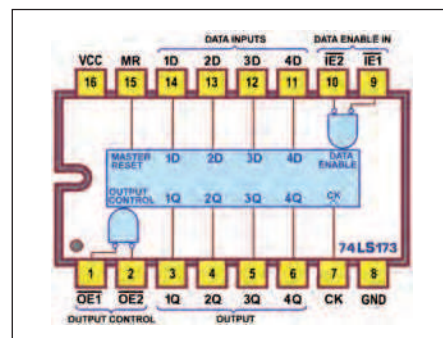 DATA INPUTS DATA ENABLE IN
VCC MR 1D 2D 3D 4D IE2 IE1
16 15 14 13 12 11 10 9
MASTER RESET 1D 2D 3D 4D DATA ENABLE
OUTPUT CONTROL 1Q 2Q 3Q 4Q CK
74LS173
1 2 3 4 5 6 7 8
OE1 OE2 1Q 2Q 3Q 4Q CK GND
OUTPUT CONTROL OUTPUT